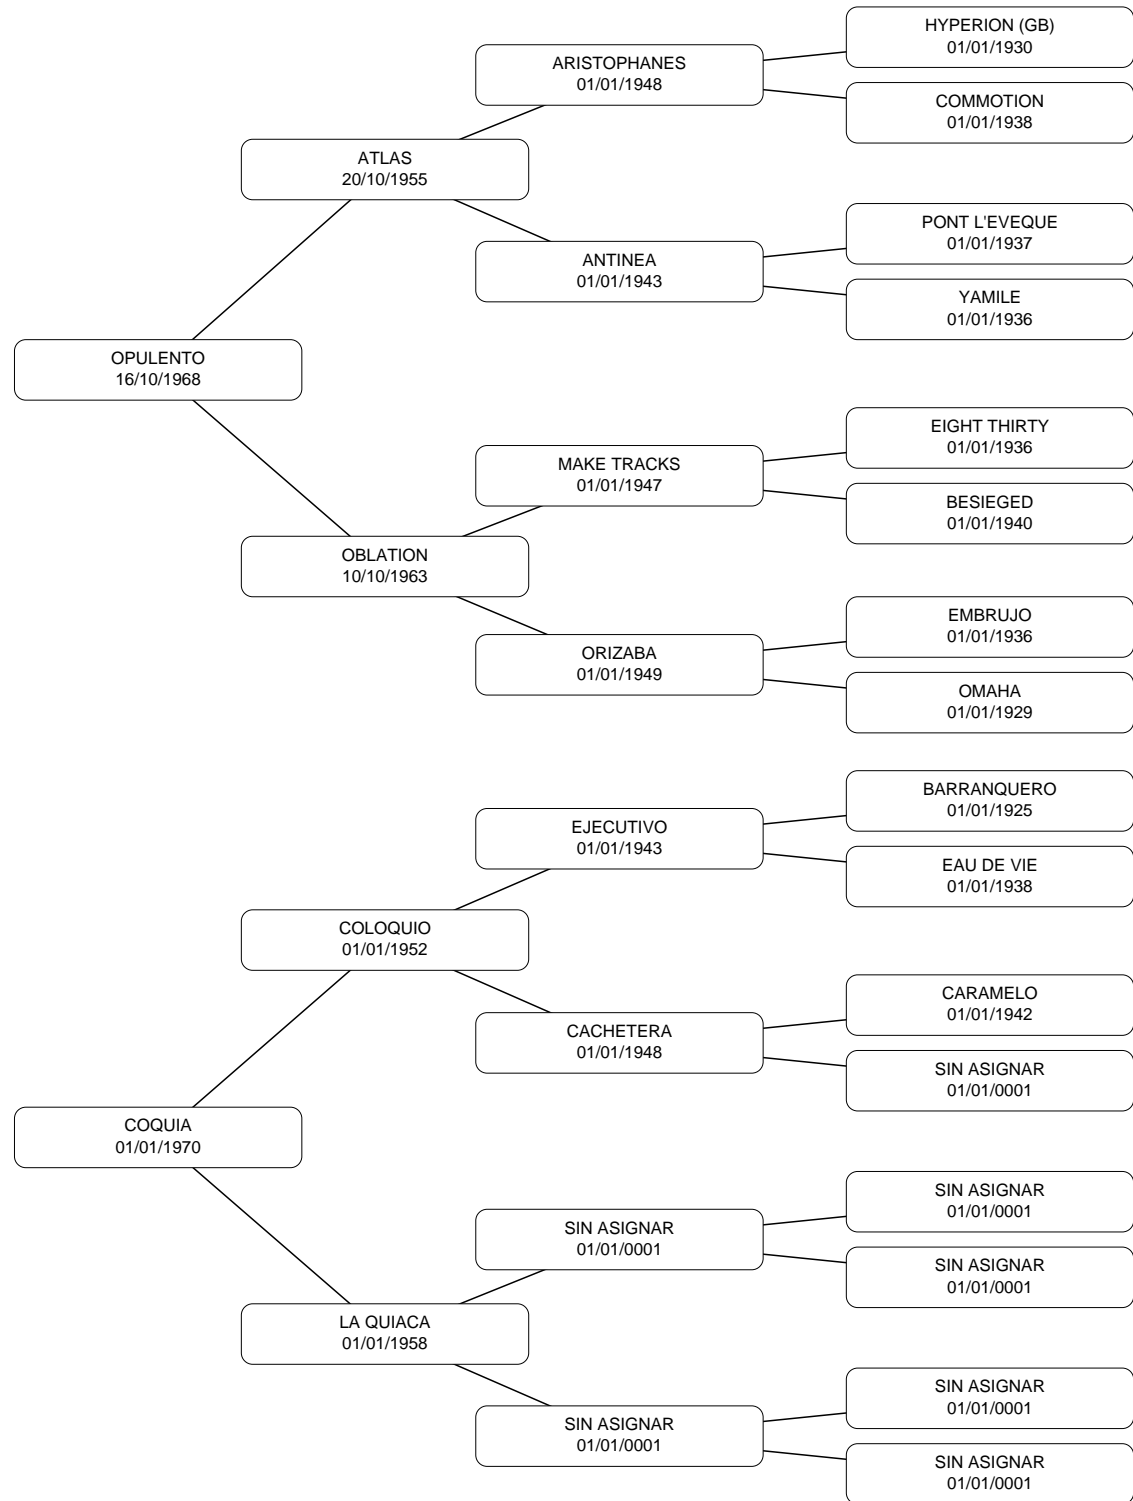 HYPERION (GB)
01/01/1930
ARISTOPHANES
01/01/1948
COMMOTION
01/01/1938
ATLAS
20/10/1955
PONT L'EVEQUE
01/01/1937
ANTINEA
01/01/1943
YAMILE
01/01/1936
OPULENTO
16/10/1968
EIGHT THIRTY
01/01/1936
MAKE TRACKS
01/01/1947
BESIEGED
01/01/1940
OBLATION
10/10/1963
EMBRUJO
01/01/1936
ORIZABA
01/01/1949
OMAHA
01/01/1929
BARRANQUERO
01/01/1925
EJECUTIVO
01/01/1943
EAU DE VIE
01/01/1938
COLOQUIO
01/01/1952
CARAMELO
01/01/1942
CACHETERA
01/01/1948
SIN ASIGNAR
01/01/0001
COQUIA
01/01/1970
SIN ASIGNAR
01/01/0001
SIN ASIGNAR
01/01/0001
SIN ASIGNAR
01/01/0001
LA QUIACA
01/01/1958
SIN ASIGNAR
01/01/0001
SIN ASIGNAR
01/01/0001
SIN ASIGNAR
01/01/0001